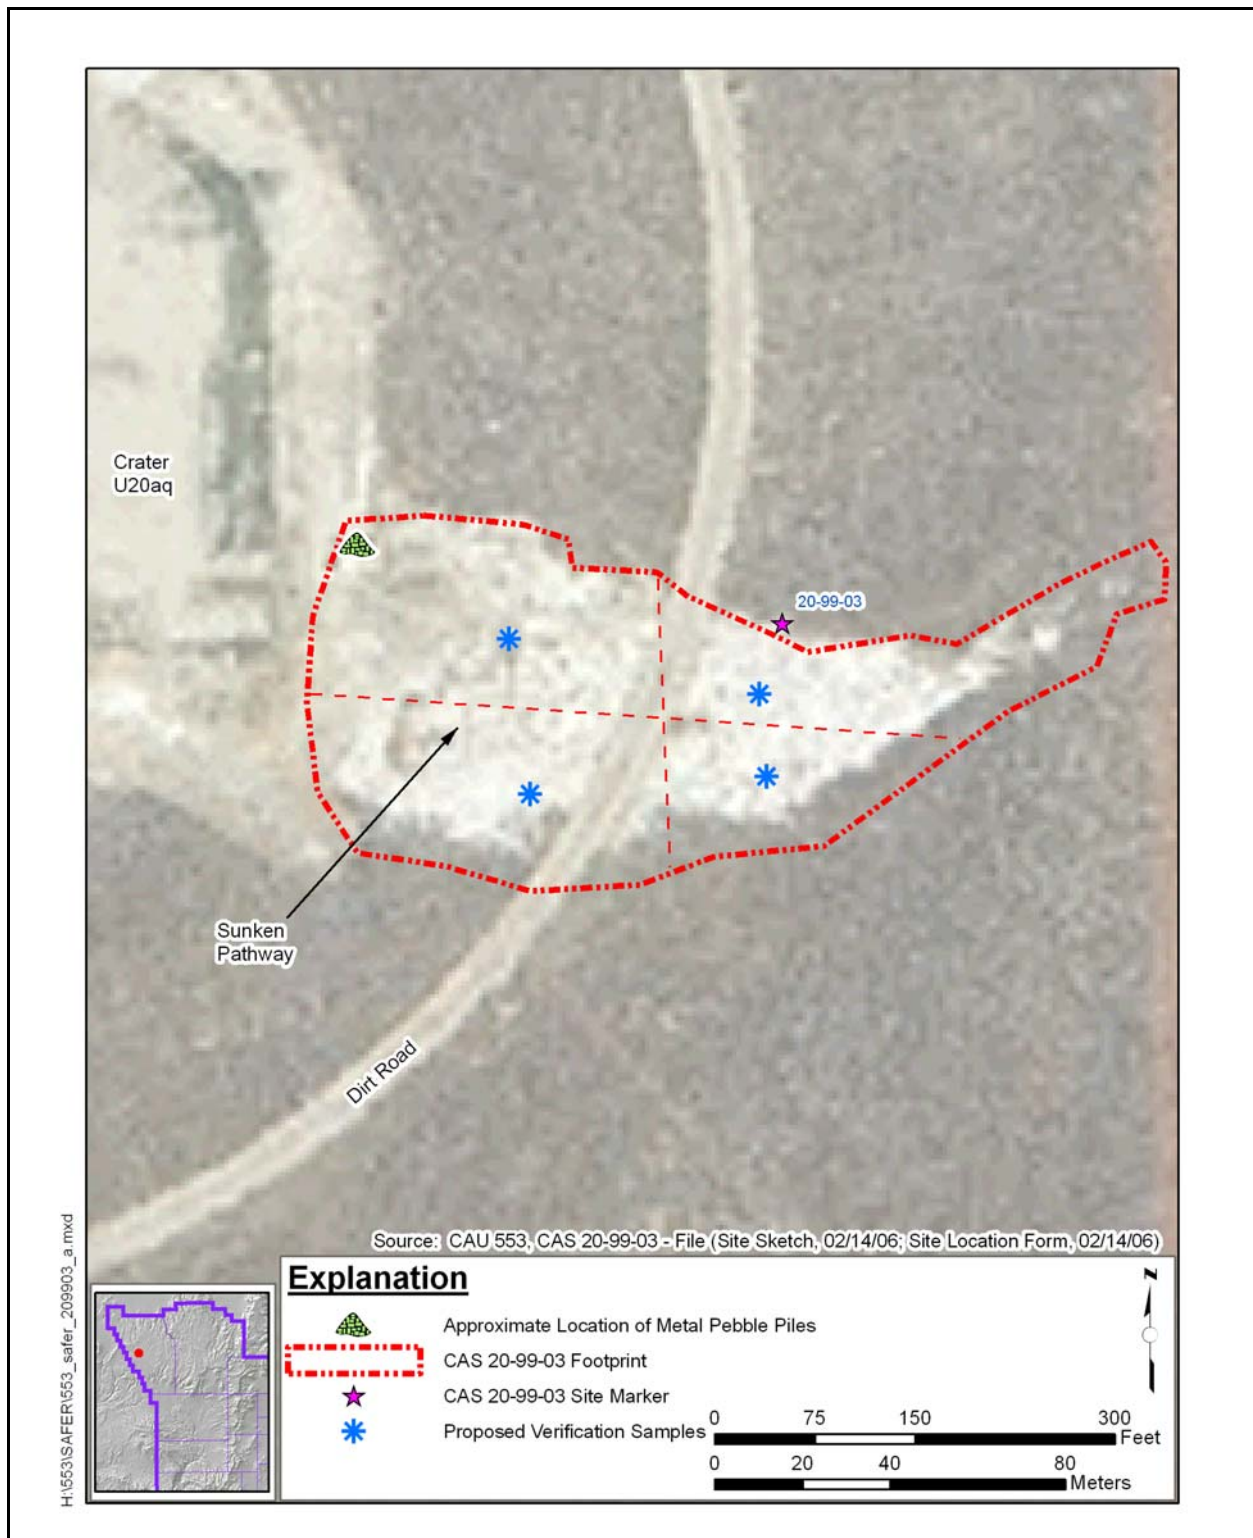 Crater
U20aq
20-99-03
Sunken
Pathway
Dirt Road
H:\553\SAFER\553_safer_209903_a.mxd
Source: CAU 553, CAS 20-99-03 - File (Site Sketch, 02/14/06; Site Location Form, 02/14/06)
Explanation
Approximate Location of Metal Pebble Piles
CAS 20-99-03 Footprint
CAS 20-99-03 Site Marker
Proposed Verification Samples
N
0 75 150 300
Feet
0 20 40 80
Meters